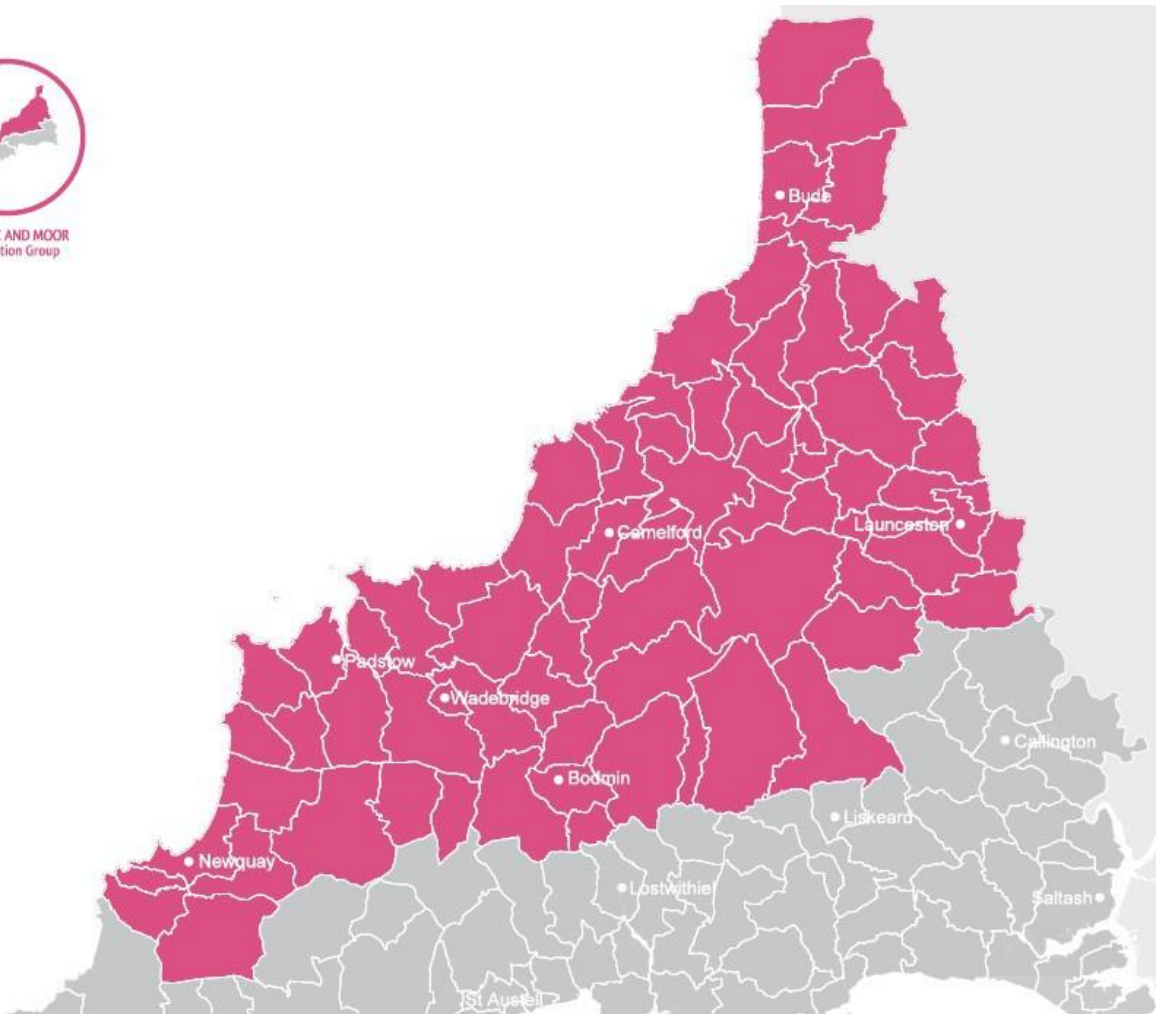 AND MOOR
tion Group
Bude
Launceston
Camelford
Padstow
Wadebridge
Callington
Bodmin
Liskeard
Newquay
Lostwithiel
Saltash
St Austell